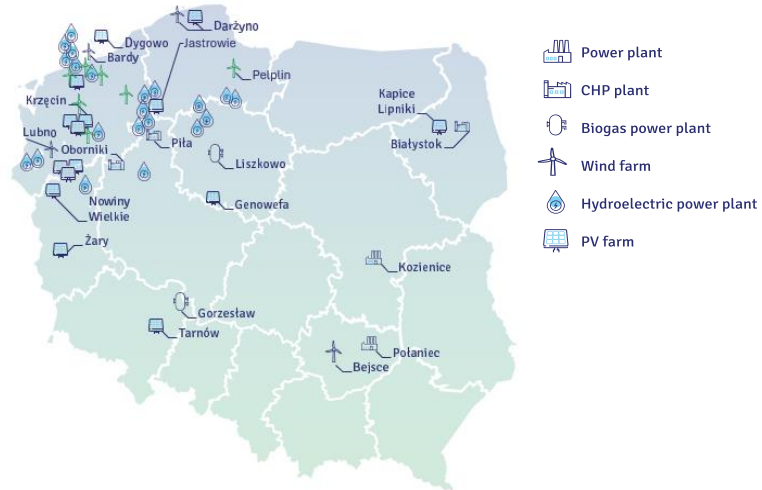 Darżyno
Dygowo
Jastrowie
Bardy
Pelplin
Krzęcin
Kapice
Lipniki
Lubno
Białystok
Oborniki
Piła
Liszkowo
Nowiny
Wielkie
Genowefa
Żary
Kozienice
Gorzesław
Tarnów
Połaniec
Bejsce
Power plant
CHP plant
Biogas power plant
Wind farm
Hydroelectric power plant
PV farm